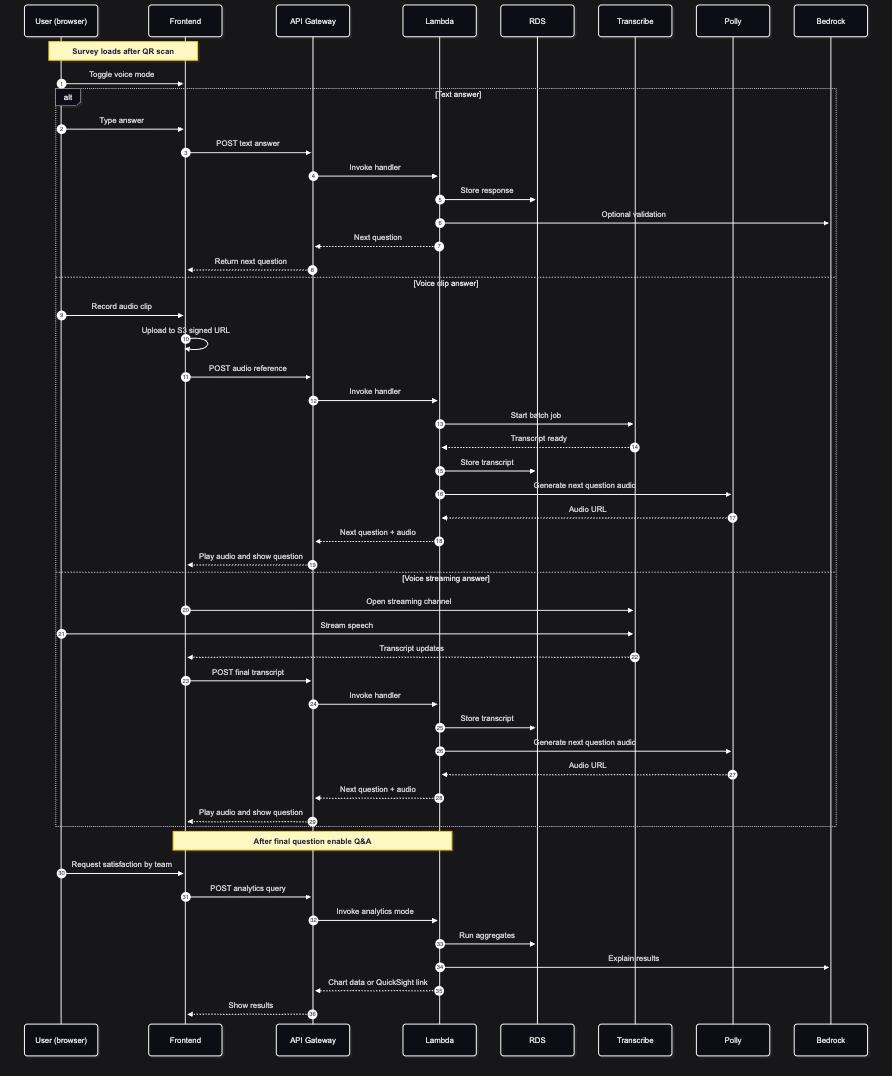 User (browser)
Frontend
API Gateway
Lambda
RDS
Transcribe
Polly
Bedrock
Survey loads after QR scan
Toggle voice mode
1
alt
[Text answer]
Type answer
2
POST text answer
3
Invoke handler
4
Store response
5
Optional validation
6
Next question
7
Return next question
8
[Voice clip answer]
Record audio clip
9
Upload to S3 signed URL
10
POST audio reference
11
Invoke handler
12
Start batch job
13
Transcript ready
14
Store transcript
15
Generate next question audio
16
Audio URL
17
Next question + audio
18
Play audio and show question
19
[Voice streaming answer]
Open streaming channel
20
Stream speech
21
Transcript updates
22
POST final transcript
23
Invoke handler
24
Store transcript
25
Generate next question audio
26
Audio URL
27
Next question + audio
28
Play audio and show question
29
After final question enable Q&A
Request satisfaction by team
30
POST analytics query
31
Invoke analytics mode
32
Run aggregates
33
Explain results
34
Chart data or QuickSight link
35
Show results
36
User (browser)
Frontend
API Gateway
Lambda
RDS
Transcribe
Polly
Bedrock